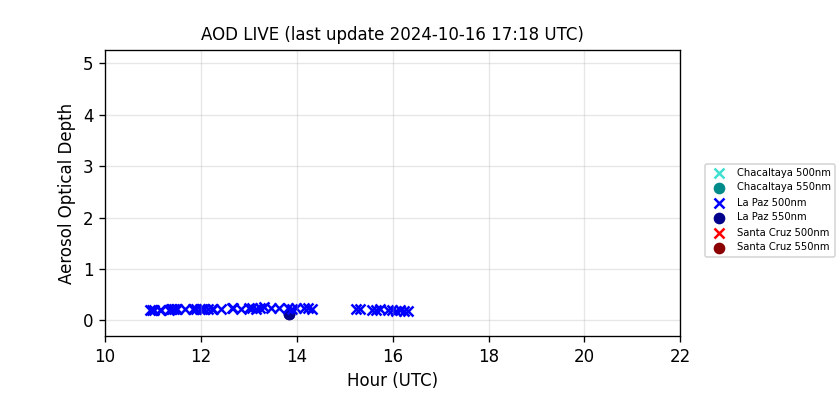 AOD LIVE (last update 2024-10-16 17:18 UTC)
5
4
3
2
1
0
Aerosol Optical Depth
10 12 14 16 18 20 22
Hour (UTC)
Chacaltaya 500nm
Chacaltaya 550nm
La Paz 500nm
La Paz 550nm
Santa Cruz 500nm
Santa Cruz 550nm